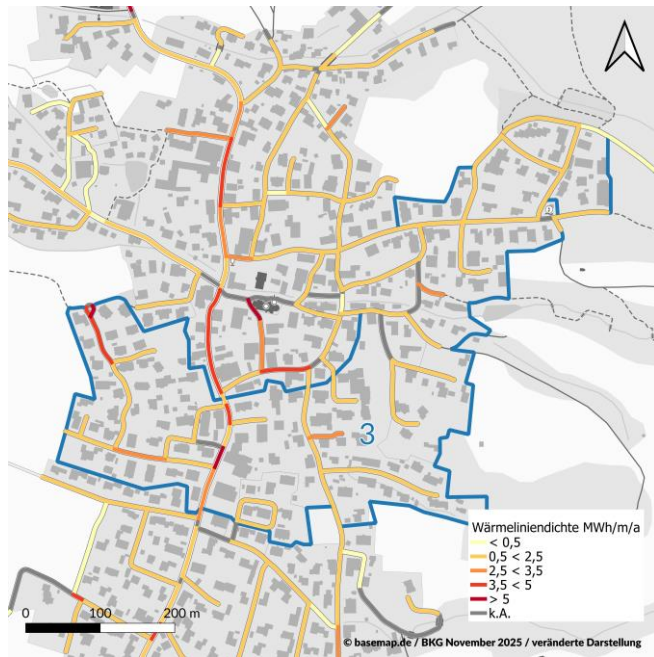 3
Wärmeliniendichte MWh/m/a
< 0,5
0,5 < 2,5
2,5 < 3,5
3,5 < 5
> 5
k.A.
0 100 200 m
© basemap.de / BKG November 2025 / veränderte Darstellung